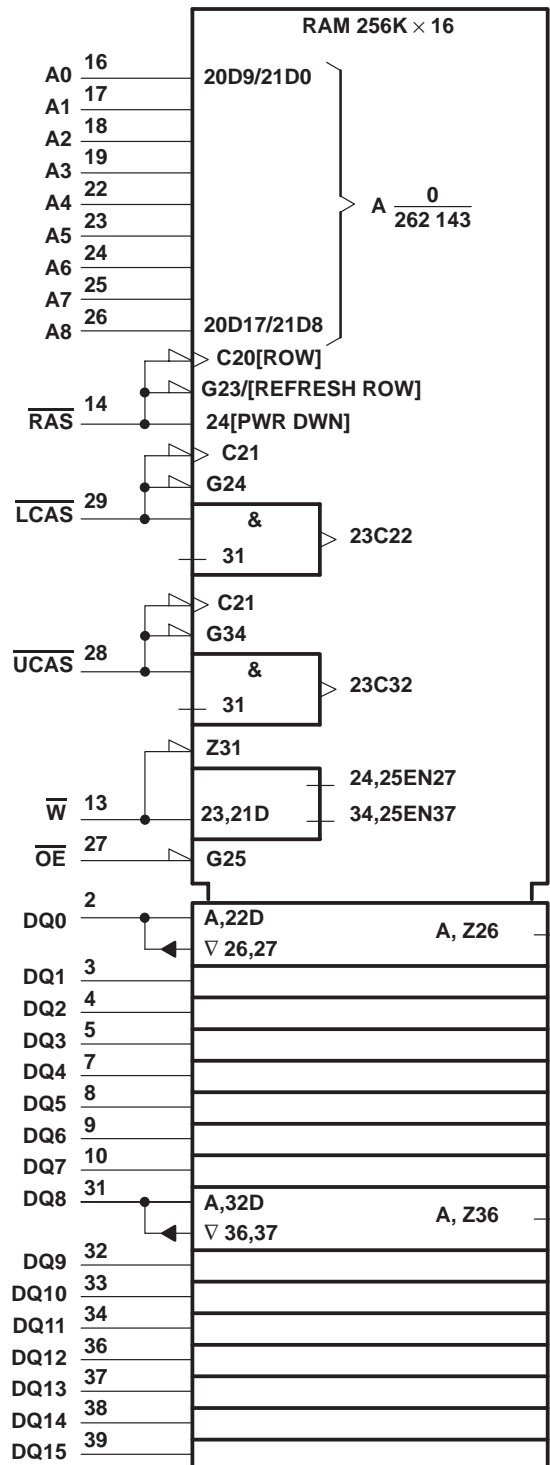 RAM 256K × 16
A0 16 20D9/21D0
A1 17
A2 18
A3 19
A4 22 A 0
262 143
A5 23
A6 24
A7 25
A8 26 20D17/21D8
C20[ROW]
G23/[REFRESH ROW]
RAS 14 24[PWR DWN]
C21
G24
LCAS 29 & 23C22
31
C21
G34
UCAS 28 & 23C32
31
Z31
24,25EN27
W 13 23,21D 34,25EN37
OE 27 G25
DQ0 2 A,22D A, Z26
∇ 26,27
DQ1 3
DQ2 4
DQ3 5
DQ4 7
DQ5 8
DQ6 9
DQ7 10
DQ8 31 A,32D A, Z36
∇ 36,37
DQ9 32
DQ10 33
DQ11 34
DQ12 36
DQ13 37
DQ14 38
DQ15 39